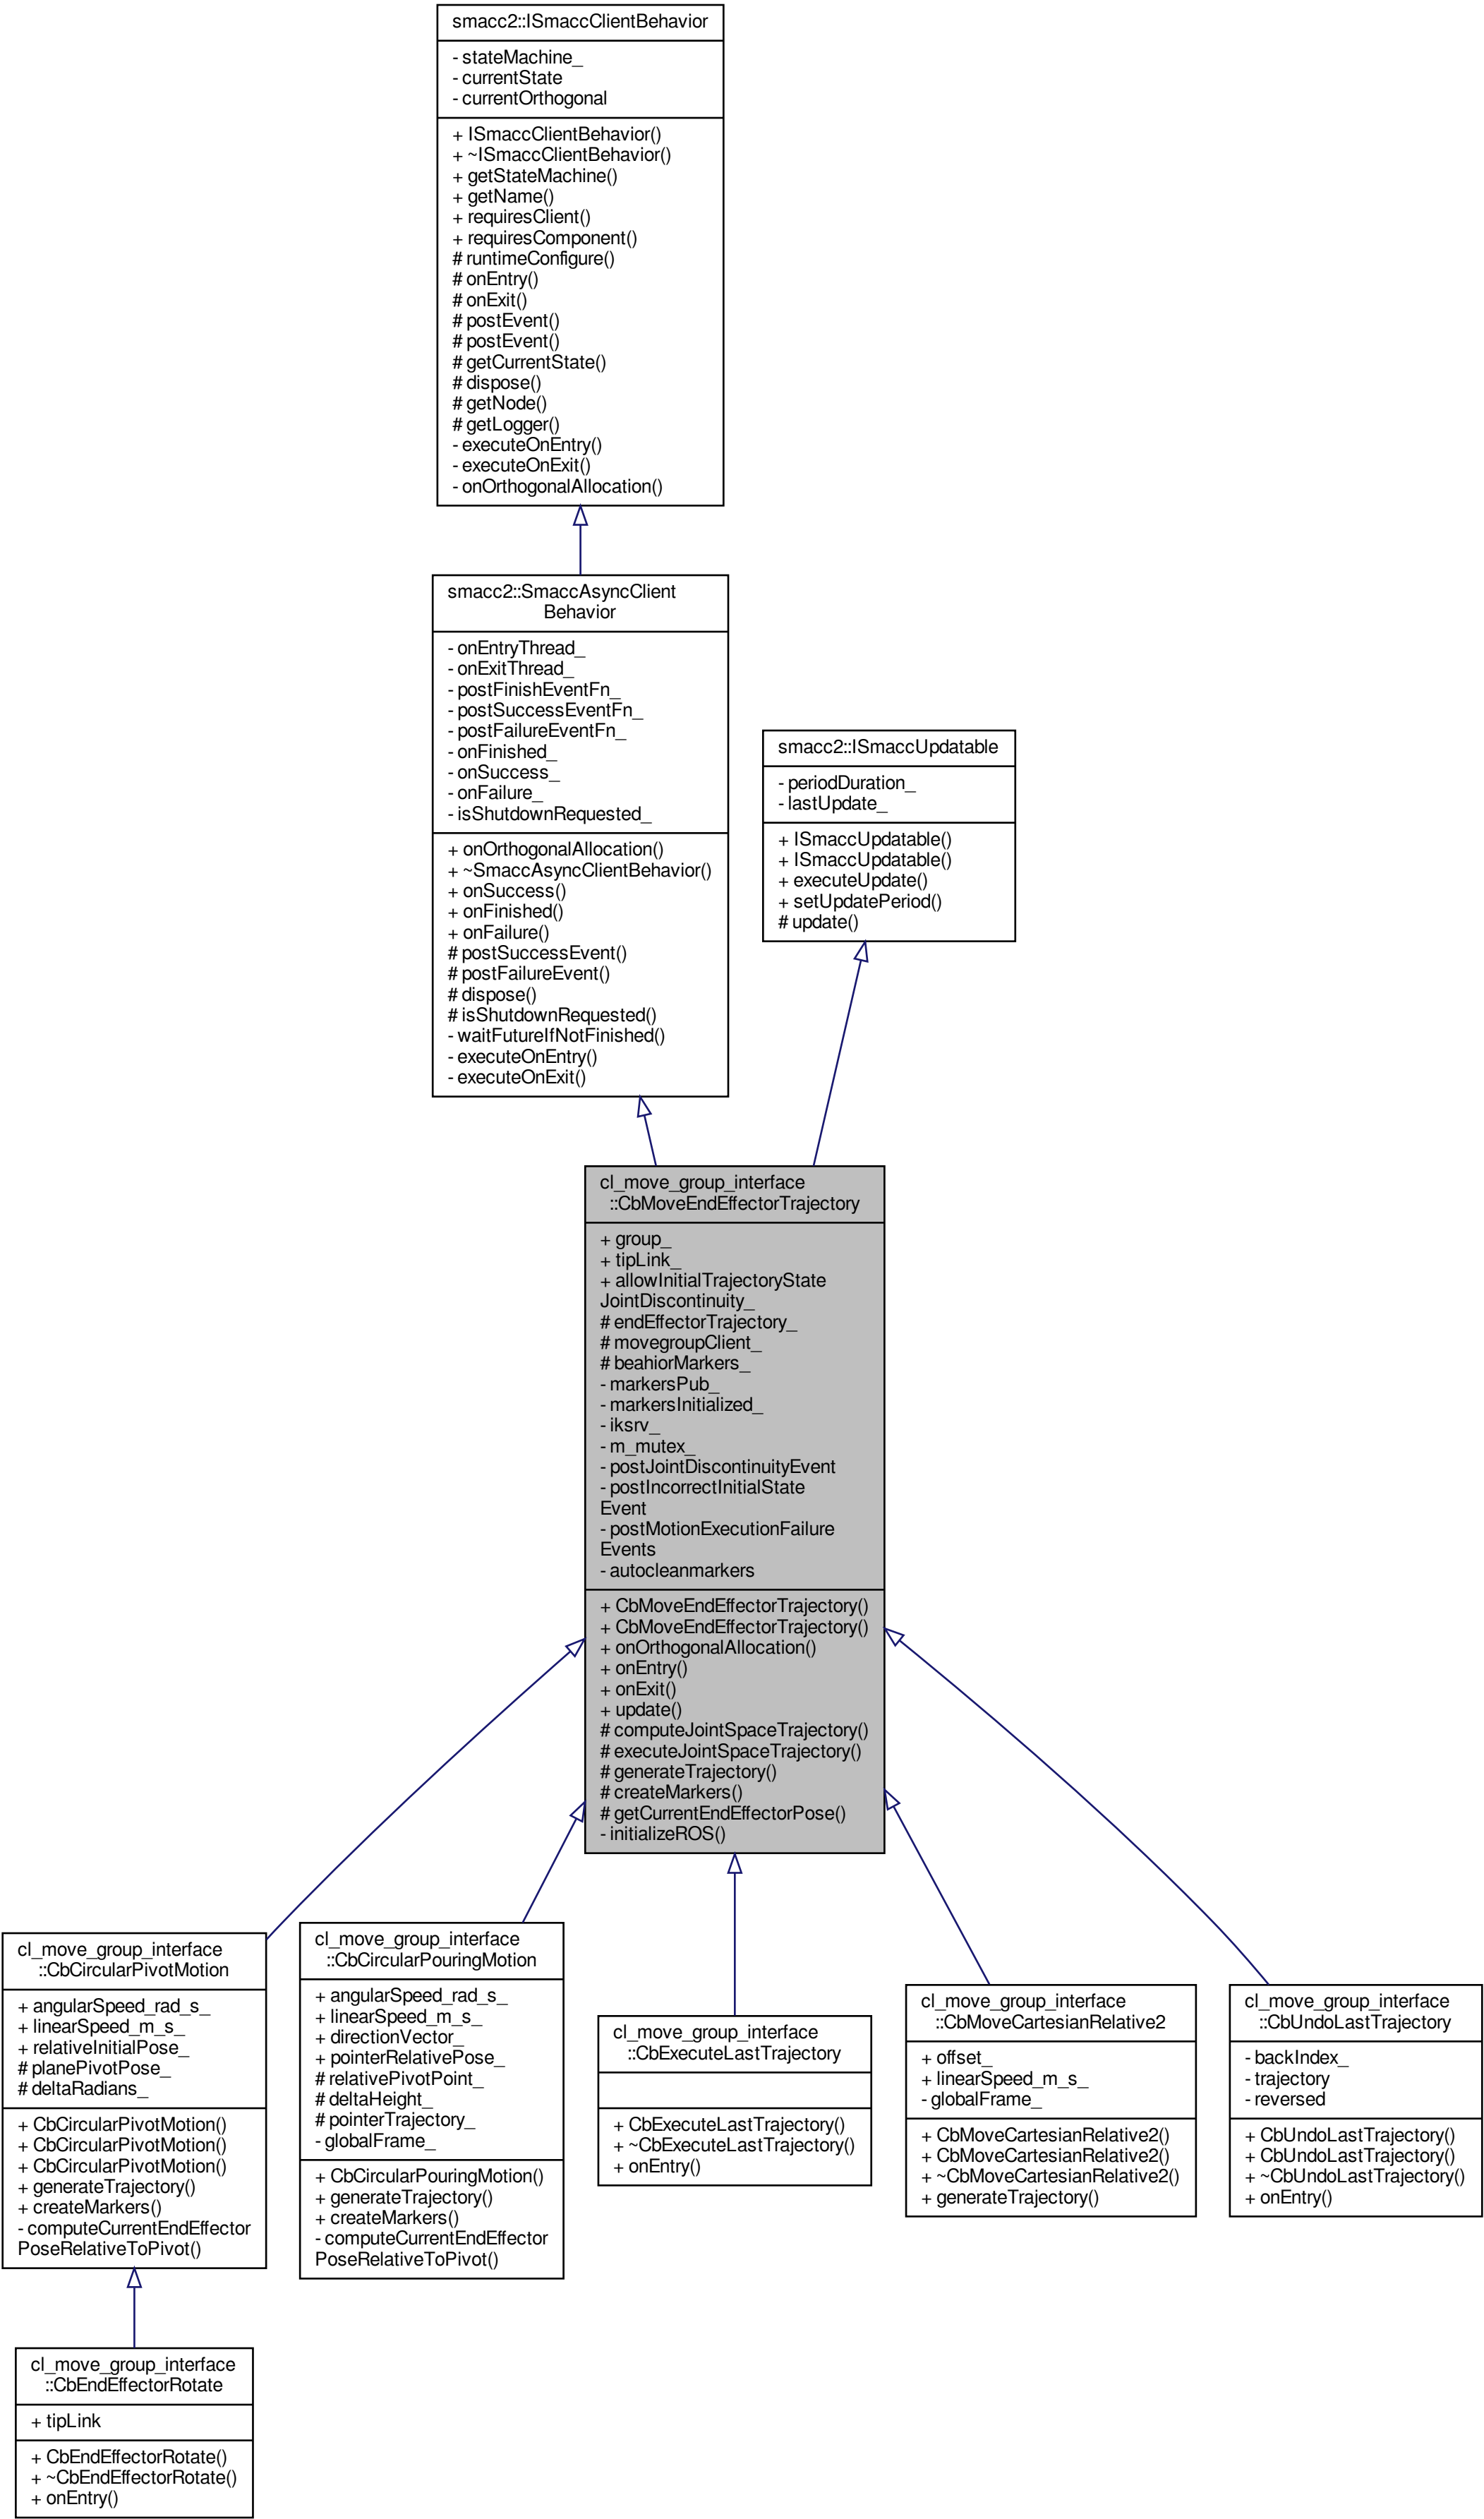 smacc2::ISmaccClientBehavior
- stateMachine_
- currentState
- currentOrthogonal
+ ISmaccClientBehavior()
+ ~ISmaccClientBehavior()
+ getStateMachine()
+ getName()
+ requiresClient()
+ requiresComponent()
# runtimeConfigure()
# onEntry()
# onExit()
# postEvent()
# postEvent()
# getCurrentState()
# dispose()
# getNode()
# getLogger()
- executeOnEntry()
- executeOnExit()
- onOrthogonalAllocation()
smacc2::SmaccAsyncClient
Behavior
- onEntryThread_
- onExitThread_
- postFinishEventFn_
- postSuccessEventFn_
- postFailureEventFn_
- onFinished_
- onSuccess_
- onFailure_
- isShutdownRequested_
+ onOrthogonalAllocation()
+ ~SmaccAsyncClientBehavior()
+ onSuccess()
+ onFinished()
+ onFailure()
# postSuccessEvent()
# postFailureEvent()
# dispose()
# isShutdownRequested()
- waitFutureIfNotFinished()
- executeOnEntry()
- executeOnExit()
smacc2::ISmaccUpdatable
- periodDuration_
- lastUpdate_
+ ISmaccUpdatable()
+ ISmaccUpdatable()
+ executeUpdate()
+ setUpdatePeriod()
# update()
cl_move_group_interface
::CbMoveEndEffectorTrajectory
+ group_
+ tipLink_
+ allowInitialTrajectoryState
JointDiscontinuity_
# endEffectorTrajectory_
# movegroupClient_
# beahiorMarkers_
- markersPub_
- markersInitialized_
- iksrv_
- m_mutex_
- postJointDiscontinuityEvent
- postIncorrectInitialState
Event
- postMotionExecutionFailure
Events
- autocleanmarkers
+ CbMoveEndEffectorTrajectory()
+ CbMoveEndEffectorTrajectory()
+ onOrthogonalAllocation()
+ onEntry()
+ onExit()
+ update()
# computeJointSpaceTrajectory()
# executeJointSpaceTrajectory()
# generateTrajectory()
# createMarkers()
# getCurrentEndEffectorPose()
- initializeROS()
cl_move_group_interface
::CbCircularPivotMotion
+ angularSpeed_rad_s_
+ linearSpeed_m_s_
+ relativeInitialPose_
# planePivotPose_
# deltaRadians_
+ CbCircularPivotMotion()
+ CbCircularPivotMotion()
+ CbCircularPivotMotion()
+ generateTrajectory()
+ createMarkers()
- computeCurrentEndEffector
PoseRelativeToPivot()
cl_move_group_interface
::CbCircularPouringMotion
+ angularSpeed_rad_s_
+ linearSpeed_m_s_
+ directionVector_
+ pointerRelativePose_
# relativePivotPoint_
# deltaHeight_
# pointerTrajectory_
- globalFrame_
+ CbCircularPouringMotion()
+ generateTrajectory()
+ createMarkers()
- computeCurrentEndEffector
PoseRelativeToPivot()
cl_move_group_interface
::CbExecuteLastTrajectory
+ CbExecuteLastTrajectory()
+ ~CbExecuteLastTrajectory()
+ onEntry()
cl_move_group_interface
::CbMoveCartesianRelative2
+ offset_
+ linearSpeed_m_s_
- globalFrame_
+ CbMoveCartesianRelative2()
+ CbMoveCartesianRelative2()
+ ~CbMoveCartesianRelative2()
+ generateTrajectory()
cl_move_group_interface
::CbUndoLastTrajectory
- backIndex_
- trajectory
- reversed
+ CbUndoLastTrajectory()
+ CbUndoLastTrajectory()
+ ~CbUndoLastTrajectory()
+ onEntry()
cl_move_group_interface
::CbEndEffectorRotate
+ tipLink
+ CbEndEffectorRotate()
+ ~CbEndEffectorRotate()
+ onEntry()